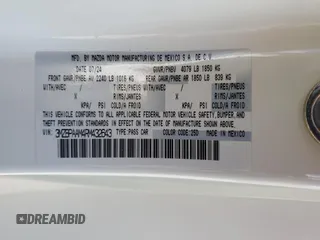 MFD. BY MAZDA MOTOR MANUFACTURING DE MEXICO S.A. DE C.V.
DATE: 07/24 GVWR/PNBV 4079 LB 1850 KG
FRONT GAWR/PNBE AV 2240 LB 1016 KG REAR GAWR/PNBE AR 1850 LB 839 KG
WITH/AVEC X TIRES/PNEUS WITH/AVEC X TIRES/PNEUS
X RIMS/JANTES X RIMS/JANTES
KPA/ PSI COLD/A FROID KPA/ PSI COLD/A FROID
THIS VEHICLE CONFORMS TO ALL APPLICABLE FEDERAL MOTOR VEHICLE SAFETY, BUMPER, AND
THEFT PREVENTION STANDARDS IN EFFECT ON THE DATE OF MANUFACTURE SHOWN ABOVE.
TYPE: PASS CAR COLOR: 25D MADE IN MEXICO
DREAMBID
DREAMBID.COM